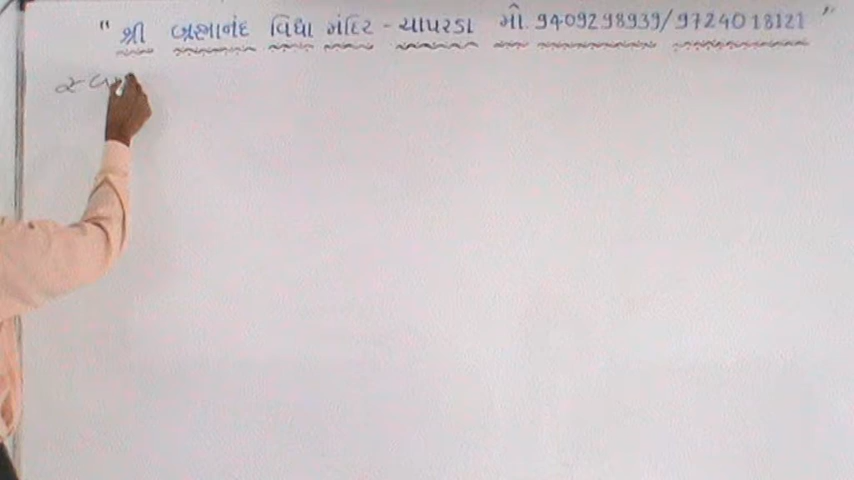 " શ્રી બ્રહ્માનંદ વિધા મંદિર - ચાપરડા મો. 9409298939/9724018121 "